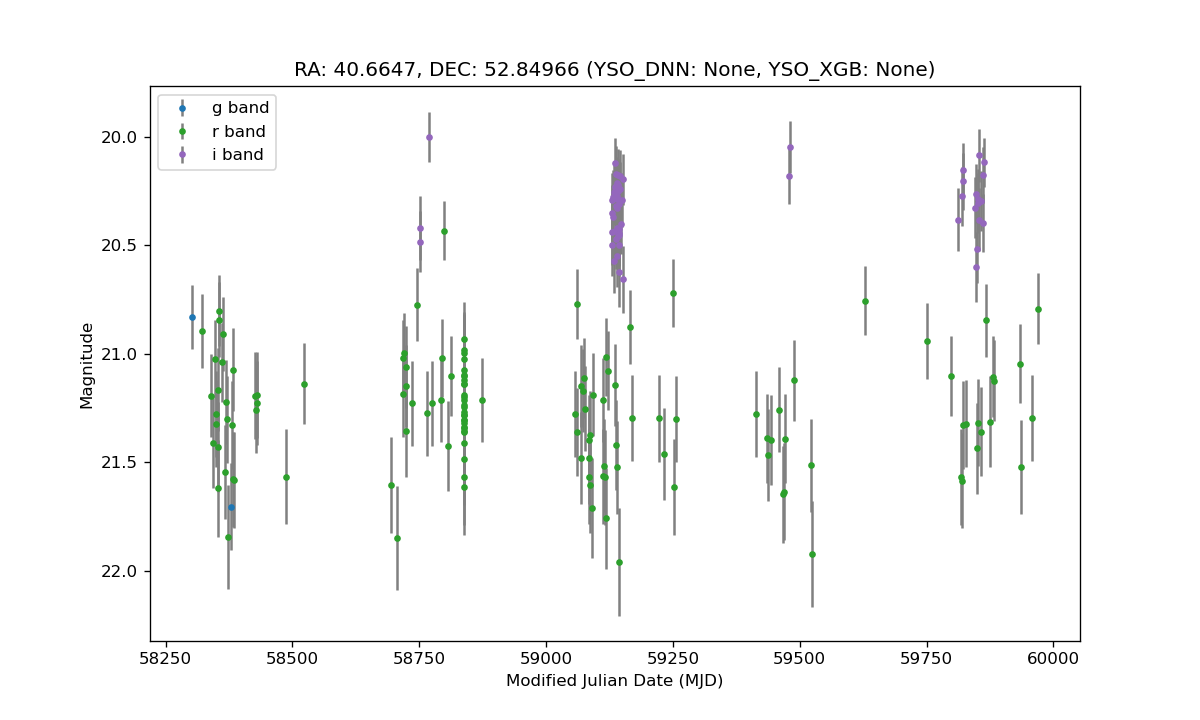 RA: 40.6647, DEC: 52.84966 (YSO_DNN: None, YSO_XGB: None)
g band
r band
i band
20.0
20.5
21.0
21.5
22.0
Magnitude
58250
58500
58750
59000
59250
59500
59750
60000
Modified Julian Date (MJD)